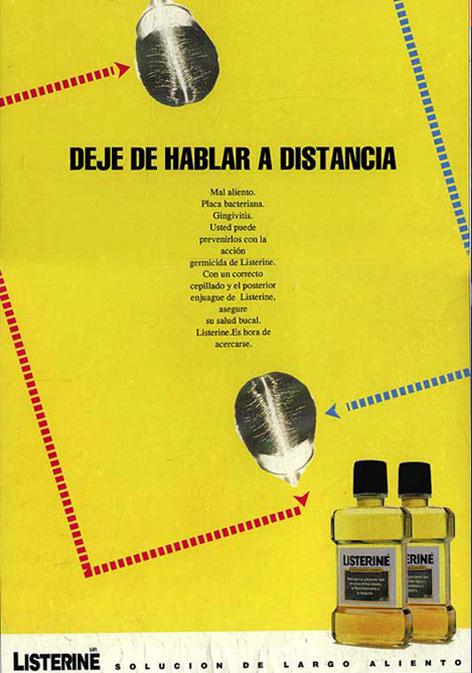 DEJE DE HABLAR A DISTANCIA
Mal aliento.
Placa bacteriana.
Gingivitis.
Usted puede
prevenirlos con la
acción
germicida de Listerine.
Con un correcto
cepillado y el posterior
enjuague de Listerine,
asegure
su salud bucal.
Listerine.Es hora de
acercarse.
LISTERINE
LISTERINE MR
SOLUCION DE LARGO ALIENTO